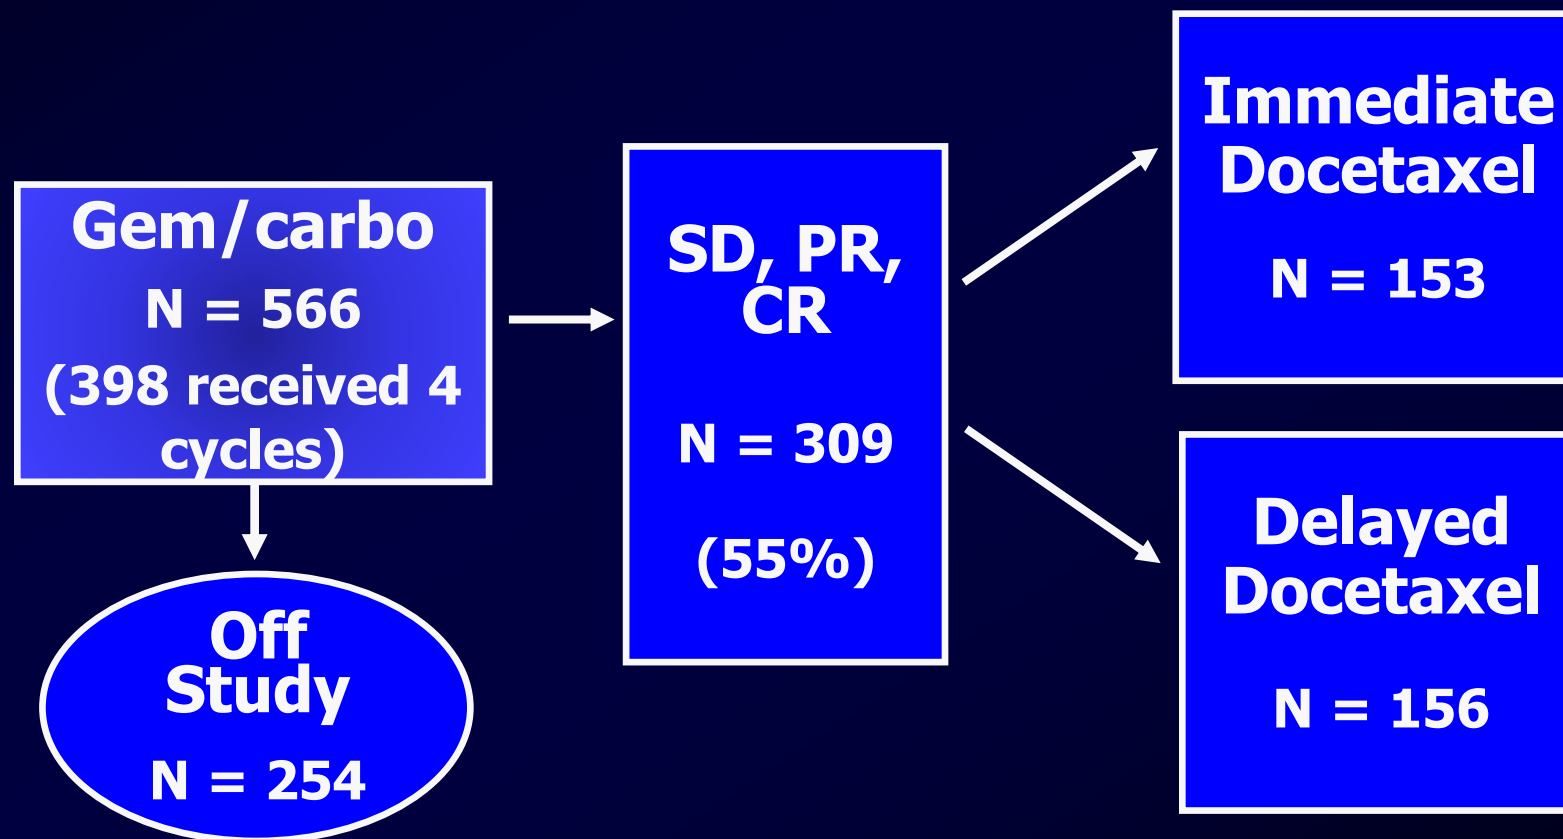 Gem/carbo
N = 566
(398 received 4
cycles)
Off
Study
N = 254
SD, PR,
CR
N = 309
(55%)
Immediate
Docetaxel
N = 153
Delayed
Docetaxel
N = 156